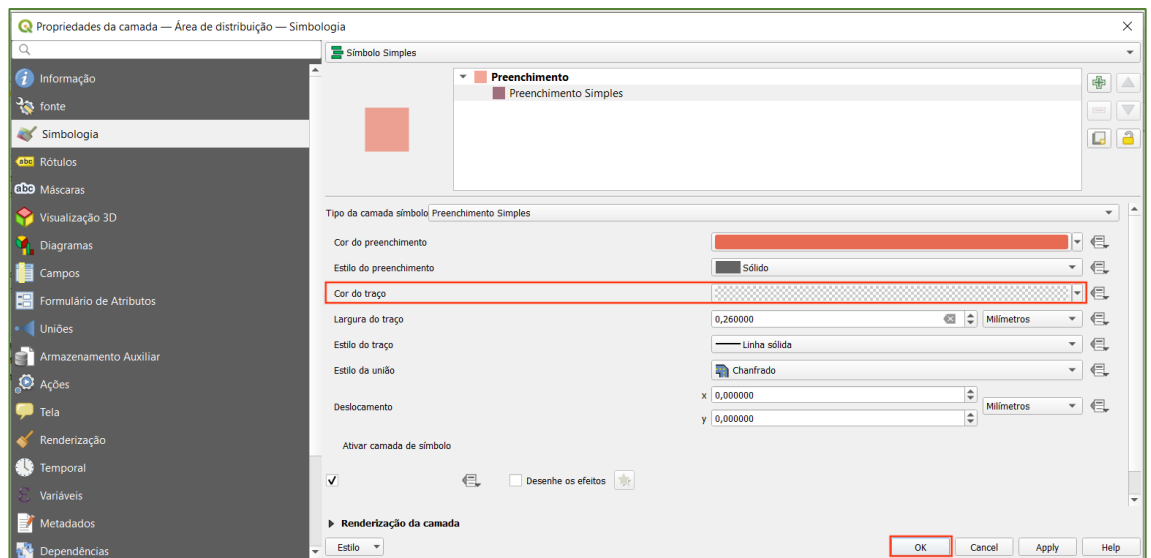 Propriedades da camada — Área de distribuição — Simbologia
Informação
fonte
Simbologia
abc Rótulos
abc Máscaras
Visualização 3D
Diagramas
Campos
Formulário de Atributos
Uniões
Armazenamento Auxiliar
Ações
Tela
Renderização
Temporal
Variáveis
Metadados
Dependências
Símbolo Simples
Preenchimento
Preenchimento Simples
Tipo da camada símbolo Preenchimento Simples
Cor do preenchimento
Estilo do preenchimento Sólido
Cor do traço
Largura do traço 0,260000 Milímetros
Estilo do traço Linha sólida
Estilo da união Chanfrado
Deslocamento x 0,000000 Milímetros
y 0,000000
Ativar camada de símbolo
Desenhe os efeitos
Renderização da camada
Estilo OK Cancel Apply Help